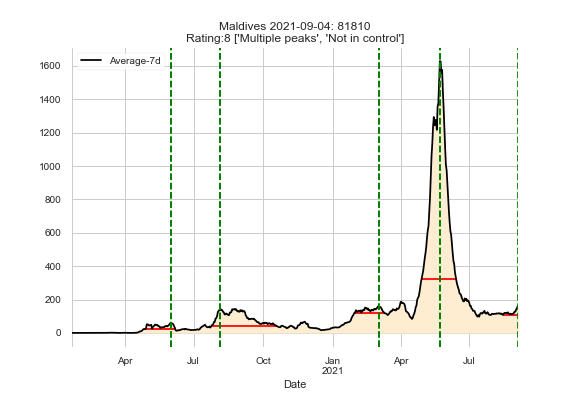 Maldives 2021-09-04: 81810
Rating:8 ['Multiple peaks', 'Not in control']
Average-7d
1600
1400
1200
1000
800
600
400
200
0
Apr
Jul
Oct
Jan
2021
Apr
Jul
Date